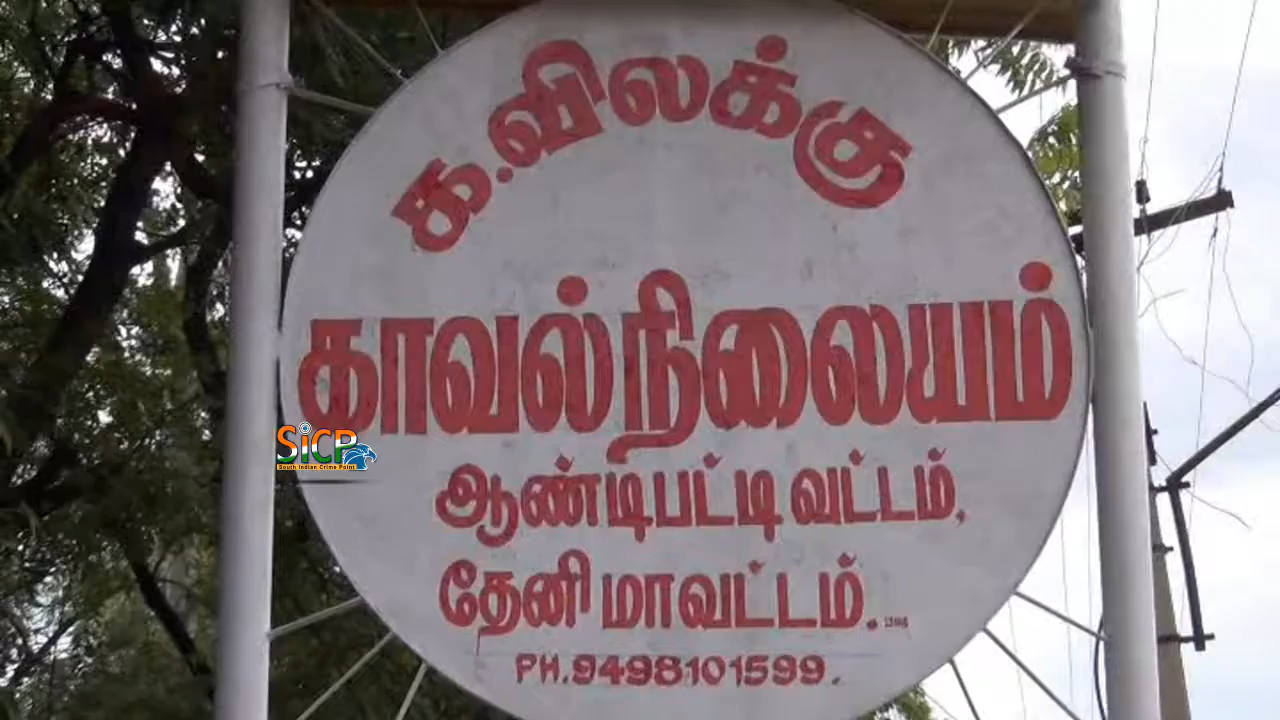 க.விலக்கு
காவல்நிலையம்
SICP
South Indian Crime Point
ஆண்டிபட்டி வட்டம்,
தேனி மாவட்டம்.
PH.9498101599.